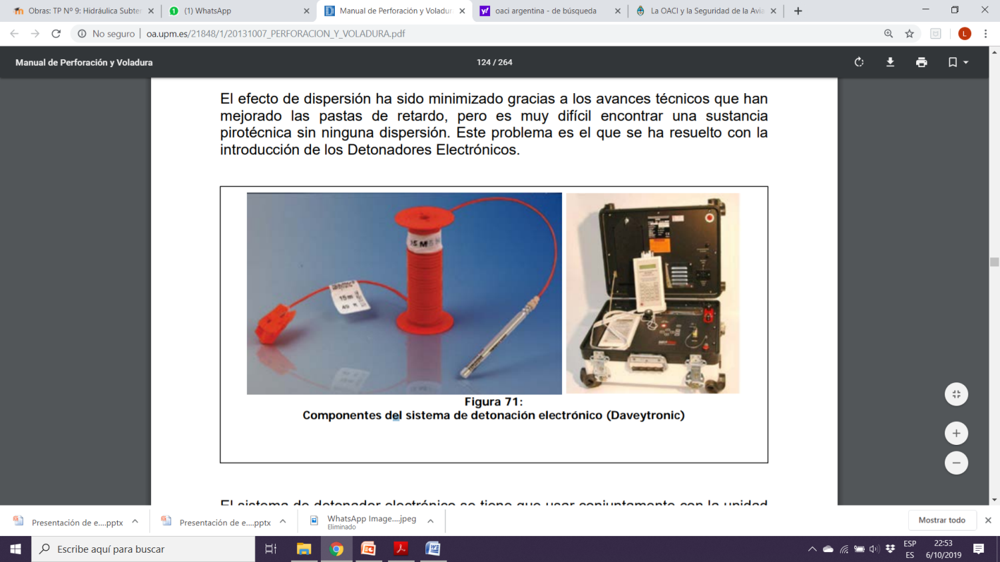 Obras: TP Nº 9: Hidráulica Subter
(1) WhatsApp
Manual de Perforación y Voladur
oaci argentina - de búsqueda
La OACI y la Seguridad de la Avia
No seguro | oa.upm.es/21848/1/20131007_PERFORACION_Y_VOLADURA.pdf
L
Manual de Perforación y Voladura
124 / 264
El efecto de dispersión ha sido minimizado gracias a los avances técnicos que han
mejorado las pastas de retardo, pero es muy difícil encontrar una sustancia
pirotécnica sin ninguna dispersión. Este problema es el que se ha resuelto con la
introducción de los Detonadores Electrónicos.
15 M
15 m
Figura 71:
Componentes del sistema de detonación electrónico (Daveytronic)
El sistema de detonador electrónico se tiene que usar conjuntamente con la unidad
Presentación de e....pptx
Presentación de e....pptx
WhatsApp Image....jpeg
Eliminado
Mostrar todo
Escribe aquí para buscar
ESP
ES
22:53
6/10/2019